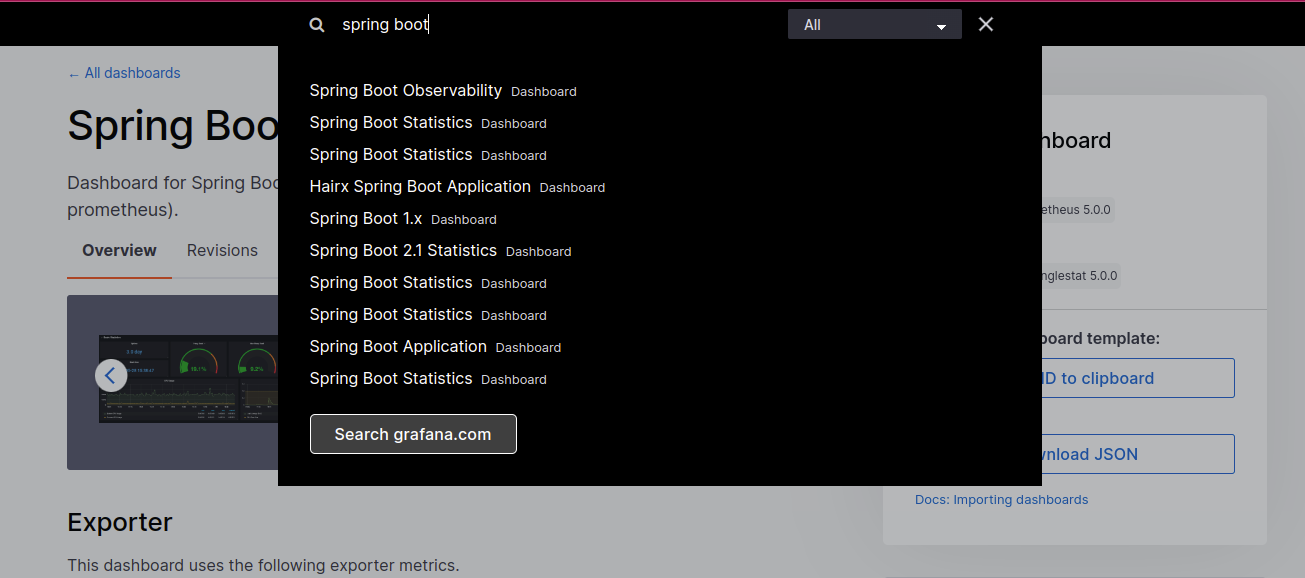 spring boot
All
← All dashboards
Spring Boot Observability Dashboard
Spring Boot Statistics Dashboard
Spring Boot Statistics Dashboard
Hairx Spring Boot Application Dashboard
Spring Boot 1.x Dashboard
Spring Boot 2.1 Statistics Dashboard
Spring Boot Statistics Dashboard
Spring Boot Statistics Dashboard
Spring Boot Application Dashboard
Spring Boot Statistics Dashboard
Search grafana.com
Spring Boo
Dashboard for Spring Boo
prometheus).
Overview Revisions
nboard
etheus 5.0.0
nglestat 5.0.0
board template:
ID to clipboard
wnload JSON
Docs: Importing dashboards
Exporter
This dashboard uses the following exporter metrics.